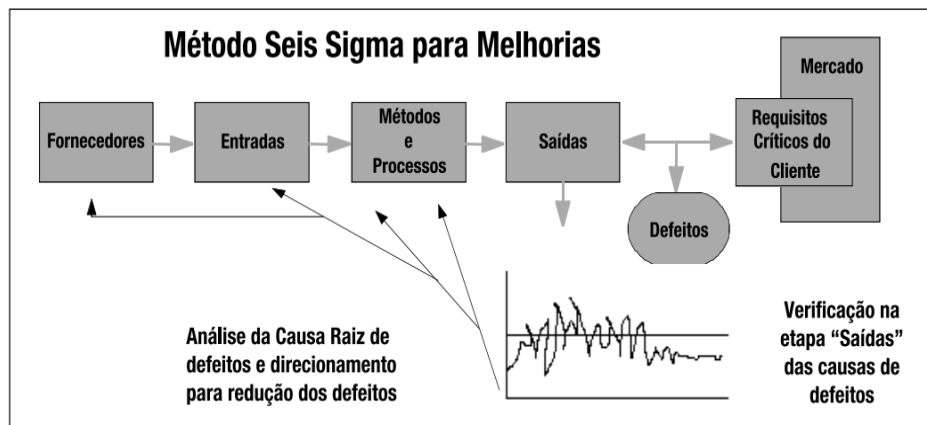 Método Seis Sigma para Melhorias
Mercado
Fornecedores
Entradas
Métodos
e
Processos
Saídas
Requisitos
Críticos do
Cliente
Defeitos
Análise da Causa Raiz de
defeitos e direcionamento
para redução dos defeitos
Verificação na
etapa “Saídas”
das causas de
defeitos